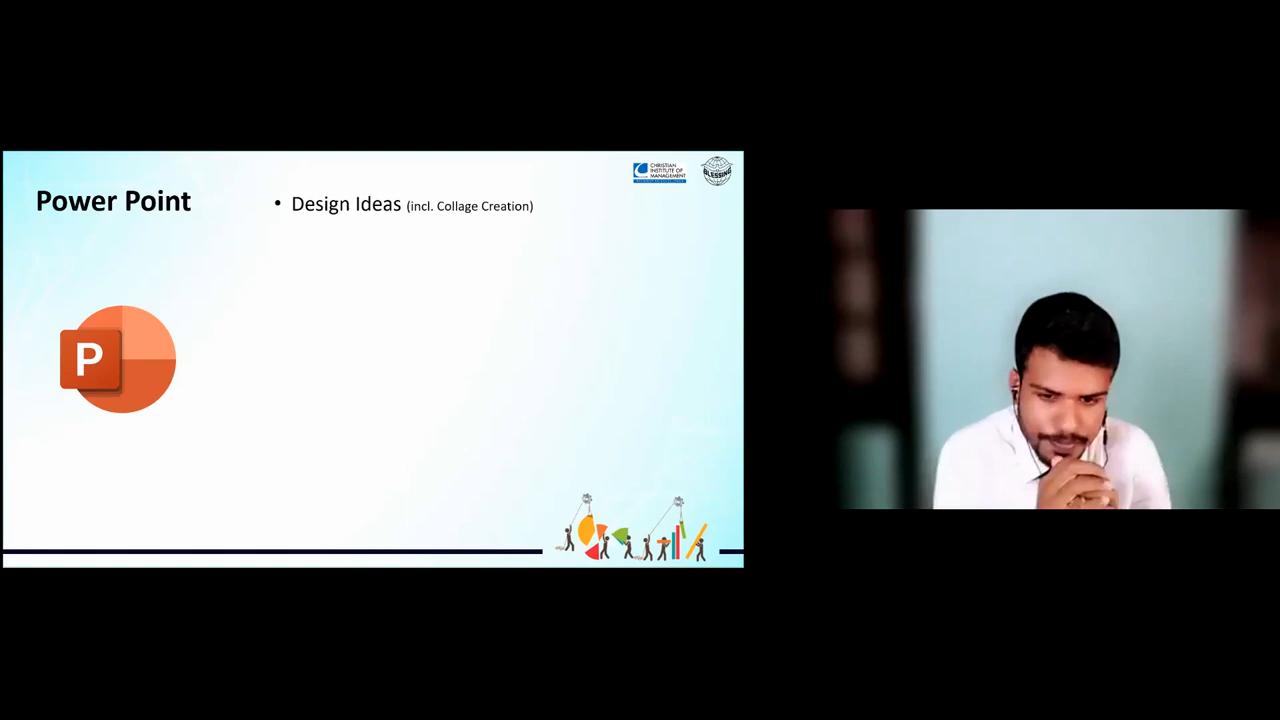 Power Point
• Design Ideas (incl. Collage Creation)
CHRISTIAN
INSTITUTE OF
MANAGEMENT
BLESSING
P